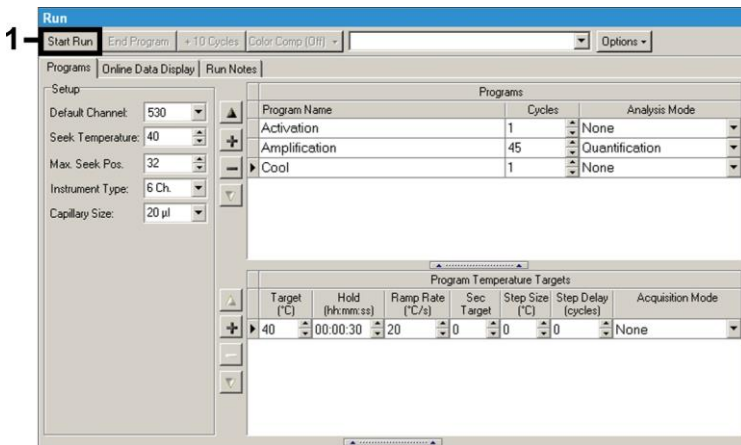 Run
1
Start Run End Program + 10 Cycles Color Comp (Off) Options
Programs Online Data Display Run Notes
Setup
Default Channel: 530
Seek Temperature: 40
Max. Seek Pos. 32
Instrument Type: 6 Ch.
Capillary Size: 20 µl
Programs
Program Name Cycles Analysis Mode
Activation 1 None
Amplification 45 Quantification
Cool 1 None
Program Temperature Targets
Target (°C) Hold (hh:mm:ss) Ramp Rate (°C/s) Sec Target Step Size (°C) Step Delay (cycles) Acquisition Mode
40 00:00:30 20 0 0 0 None